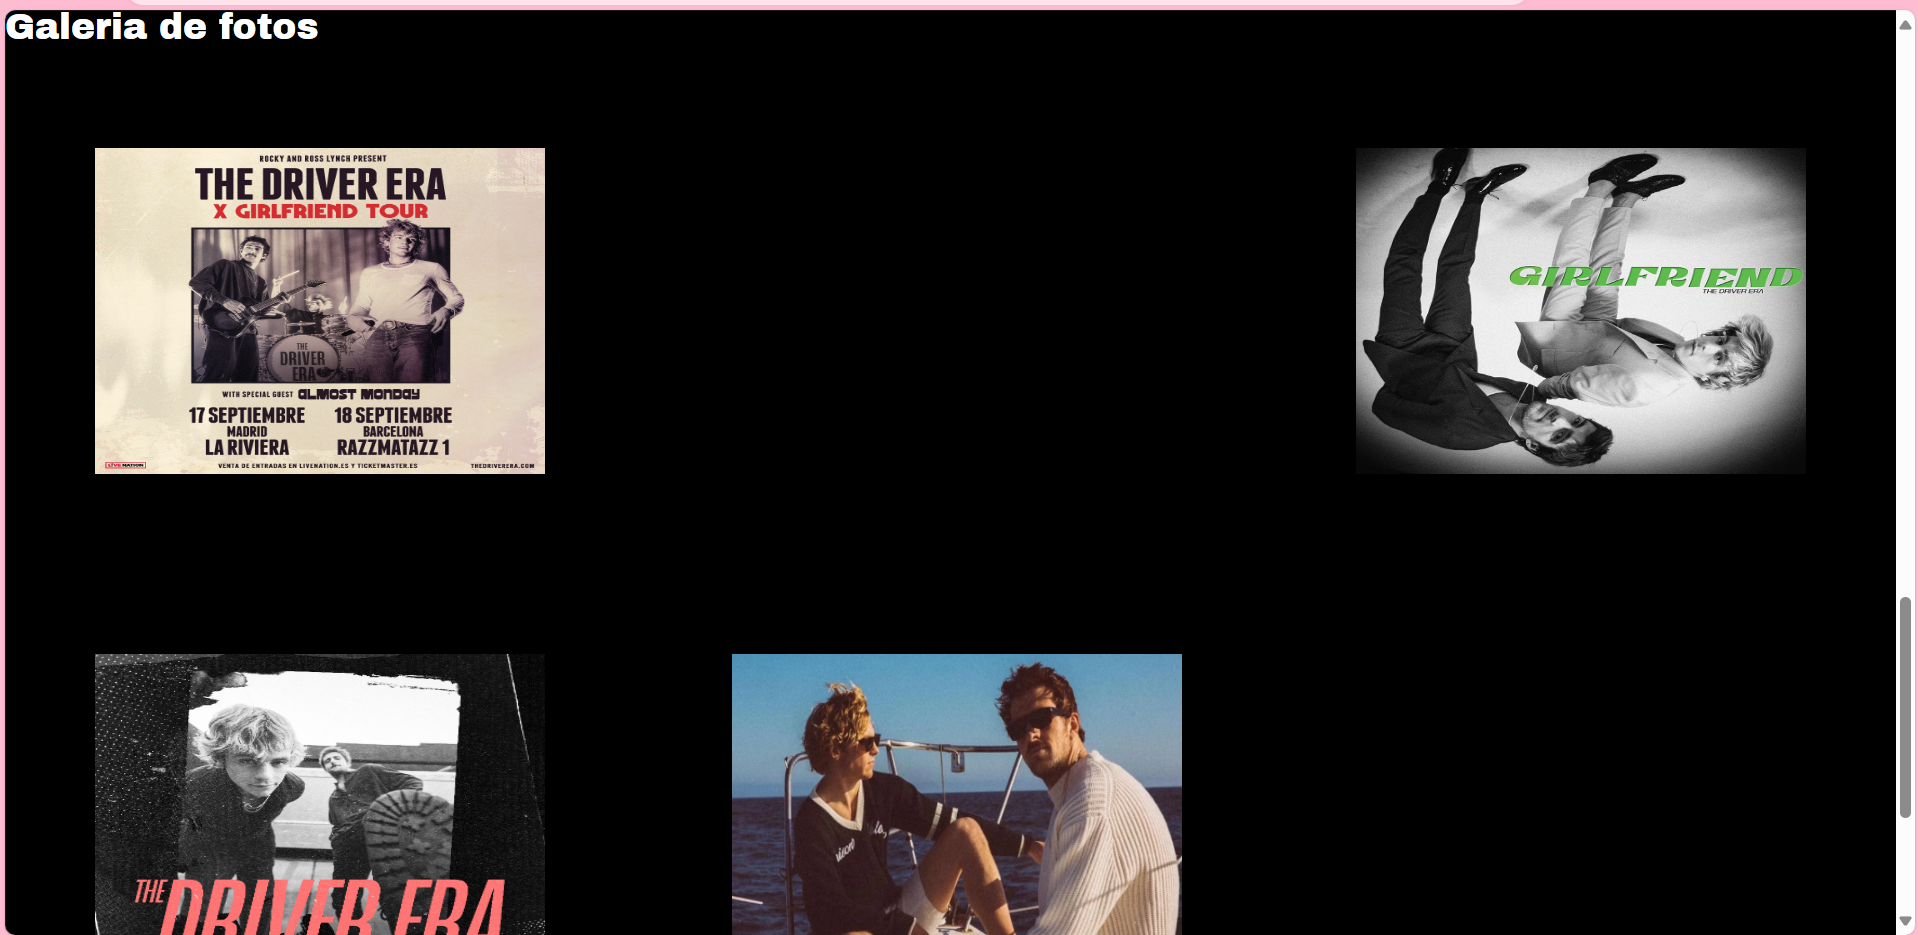 Galeria de fotos
ROCKY AND ROSS LYNCH PRESENT
THE DRIVER ERA
X GIRLFRIEND TOUR
THE
DRIVER
ERA
WITH SPECIAL GUEST ALMOST MONDAY
17 SEPTIEMBRE
MADRID
LA RIVIERA
18 SEPTIEMBRE
BARCELONA
RAZZMATAZZ 1
LIVE NATION
VENTA DE ENTRADAS EN LIVENATION.ES Y TICKETMASTER.ES
THEDRIVERERA.COM
GIRLFRIEND
THE DRIVER ERA
THE DRIVER ERA